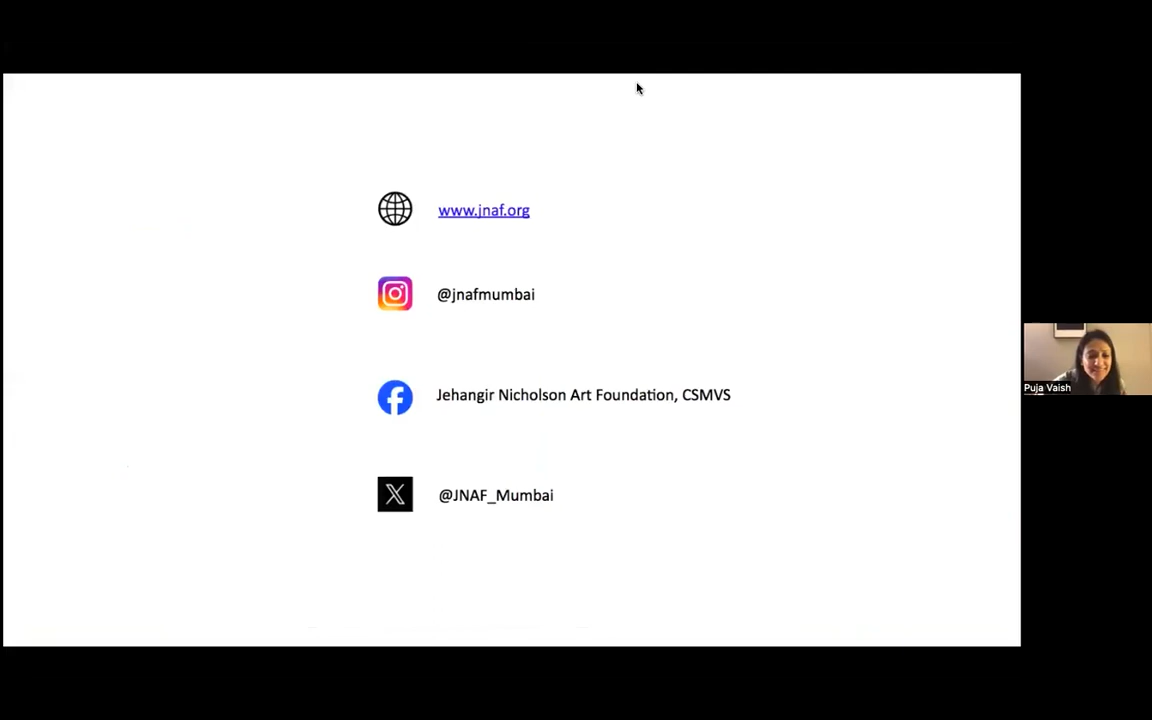 www.jnaf.org
@jnafmumbai
Jehangir Nicholson Art Foundation, CSMVS
Puja Vaish
@JNAF_Mumbai